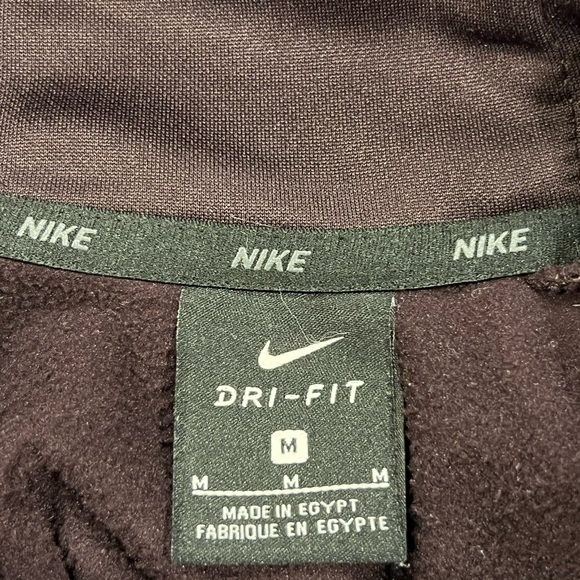 NIKE NIKE NIKE
DRI-FIT
M
M M M
MADE IN EGYPT
FABRIQUE EN EGYPTE